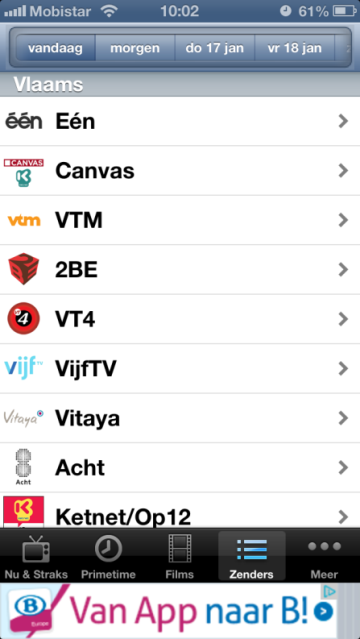 Mobistar 10:02 61%
vandaag morgen do 17 jan vr 18 jan
Vlaams
één Eén
CANVAS Canvas
vtm VTM
2BE
4 VT4
vijf tv VijfTV
Vitaya Vitaya
Acht Acht
Ketnet/Op12
Nu & Straks Primetime Films Zenders Meer
B Europe Van App naar B!